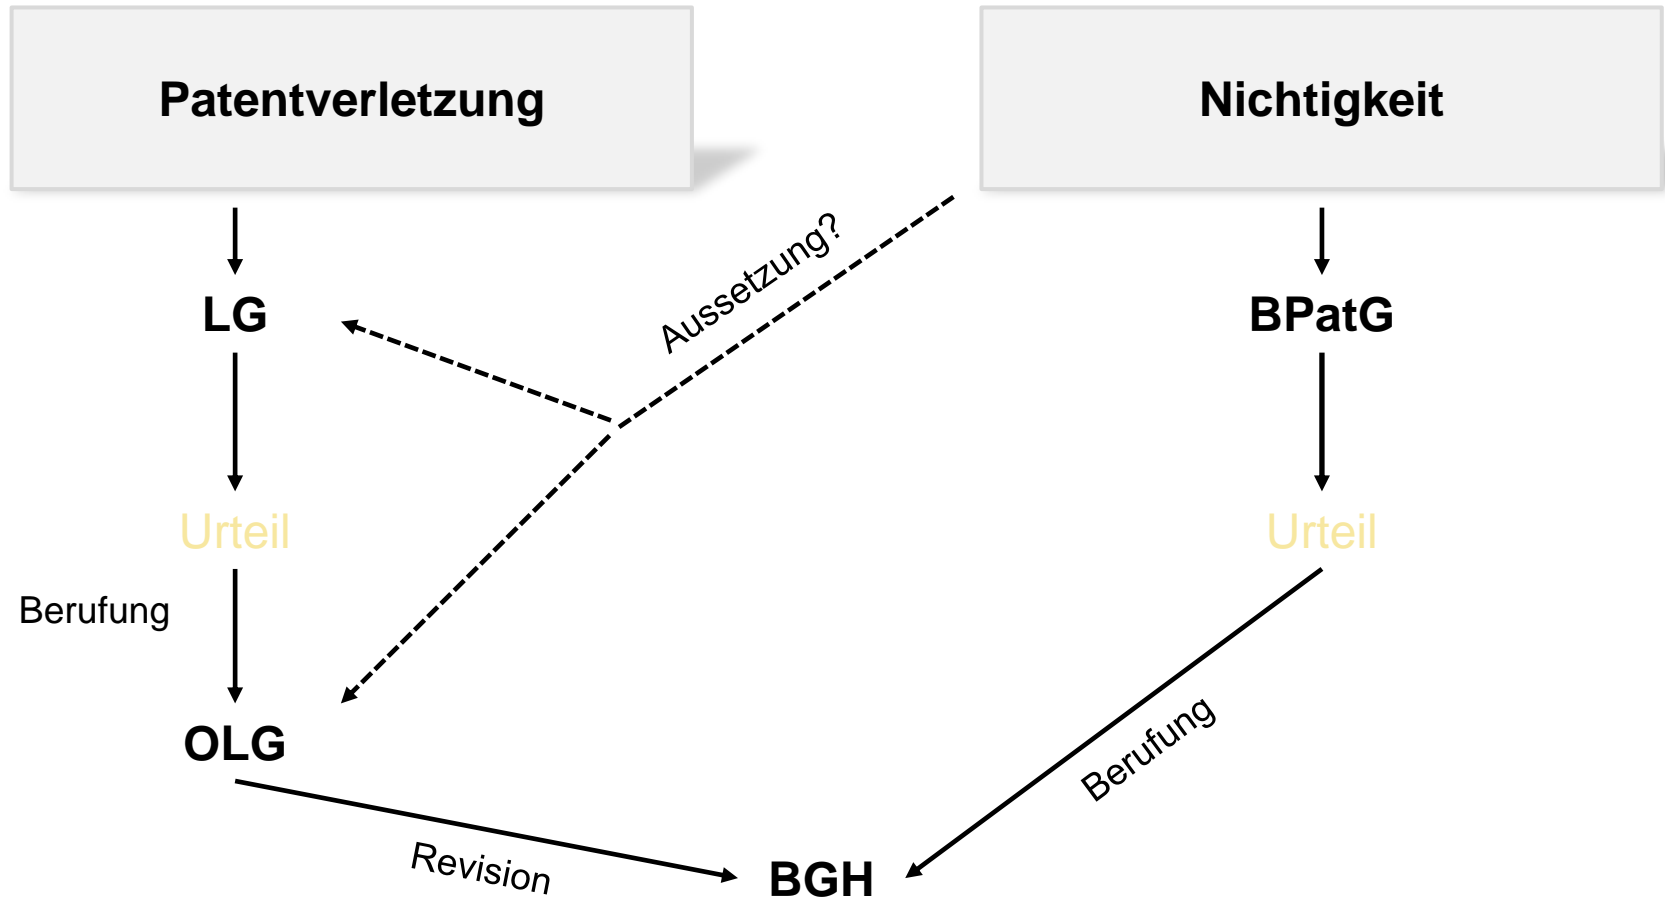 Patentverletzung
Nichtigkeit
Aussetzung?
LG
BPatG
Urteil
Urteil
Berufung
OLG
Berufung
Revision
BGH